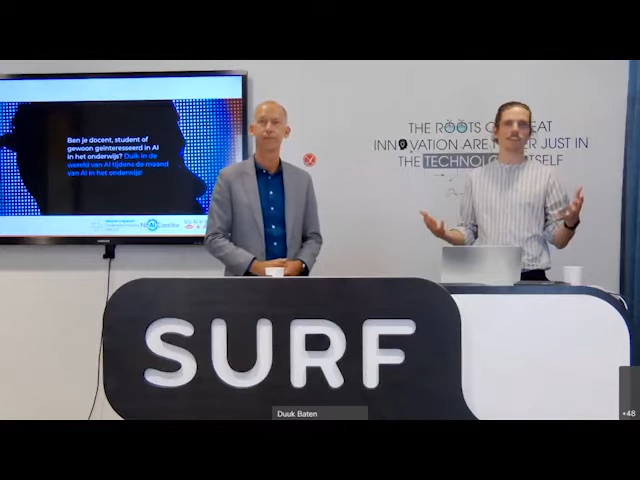 Ben je docent, student of
gewoon geïnteresseerd in AI
in het onderwijs? Duik in de
wereld van AI tijdens de maand
van AI in het onderwijs!
THE ROOTS OF GREAT
INNOVATION ARE NEVER JUST IN
THE TECHNOLOGY ITSELF
SURF
Duuk Baten
+48